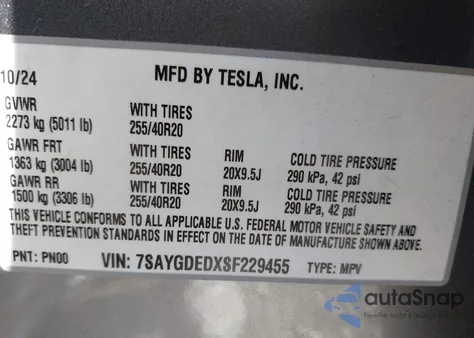 10/24 MFD BY TESLA, INC.
GVWR
2273 kg (5011 lb) WITH TIRES 255/40R20
GAWR FRT
1363 kg (3004 lb) WITH TIRES 255/40R20 RIM 20X9.5J COLD TIRE PRESSURE 290 kPa, 42 psi
GAWR RR
1500 kg (3306 lb) WITH TIRES 255/40R20 RIM 20X9.5J COLD TIRE PRESSURE 290 kPa, 42 psi
THIS VEHICLE CONFORMS TO ALL APPLICABLE U.S. FEDERAL MOTOR VEHICLE SAFETY AND
THEFT PREVENTION STANDARDS IN EFFECT ON THE DATE OF MANUFACTURE SHOWN ABOVE.
PNT: PN00 VIN: 7SAYGDEDXSF229455 TYPE: MPV
autoSnap
Provide auto history